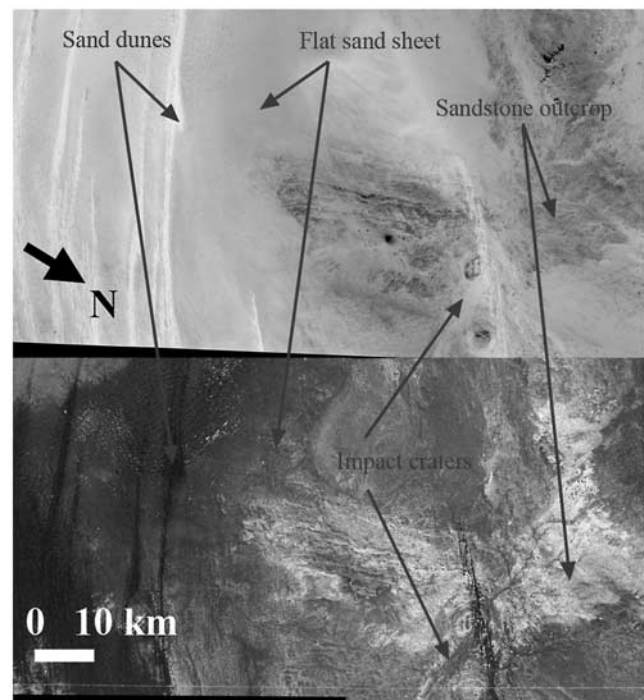 Sand dunes
Flat sand sheet
Sandstone outcrop
N
Impact craters
0 10 km